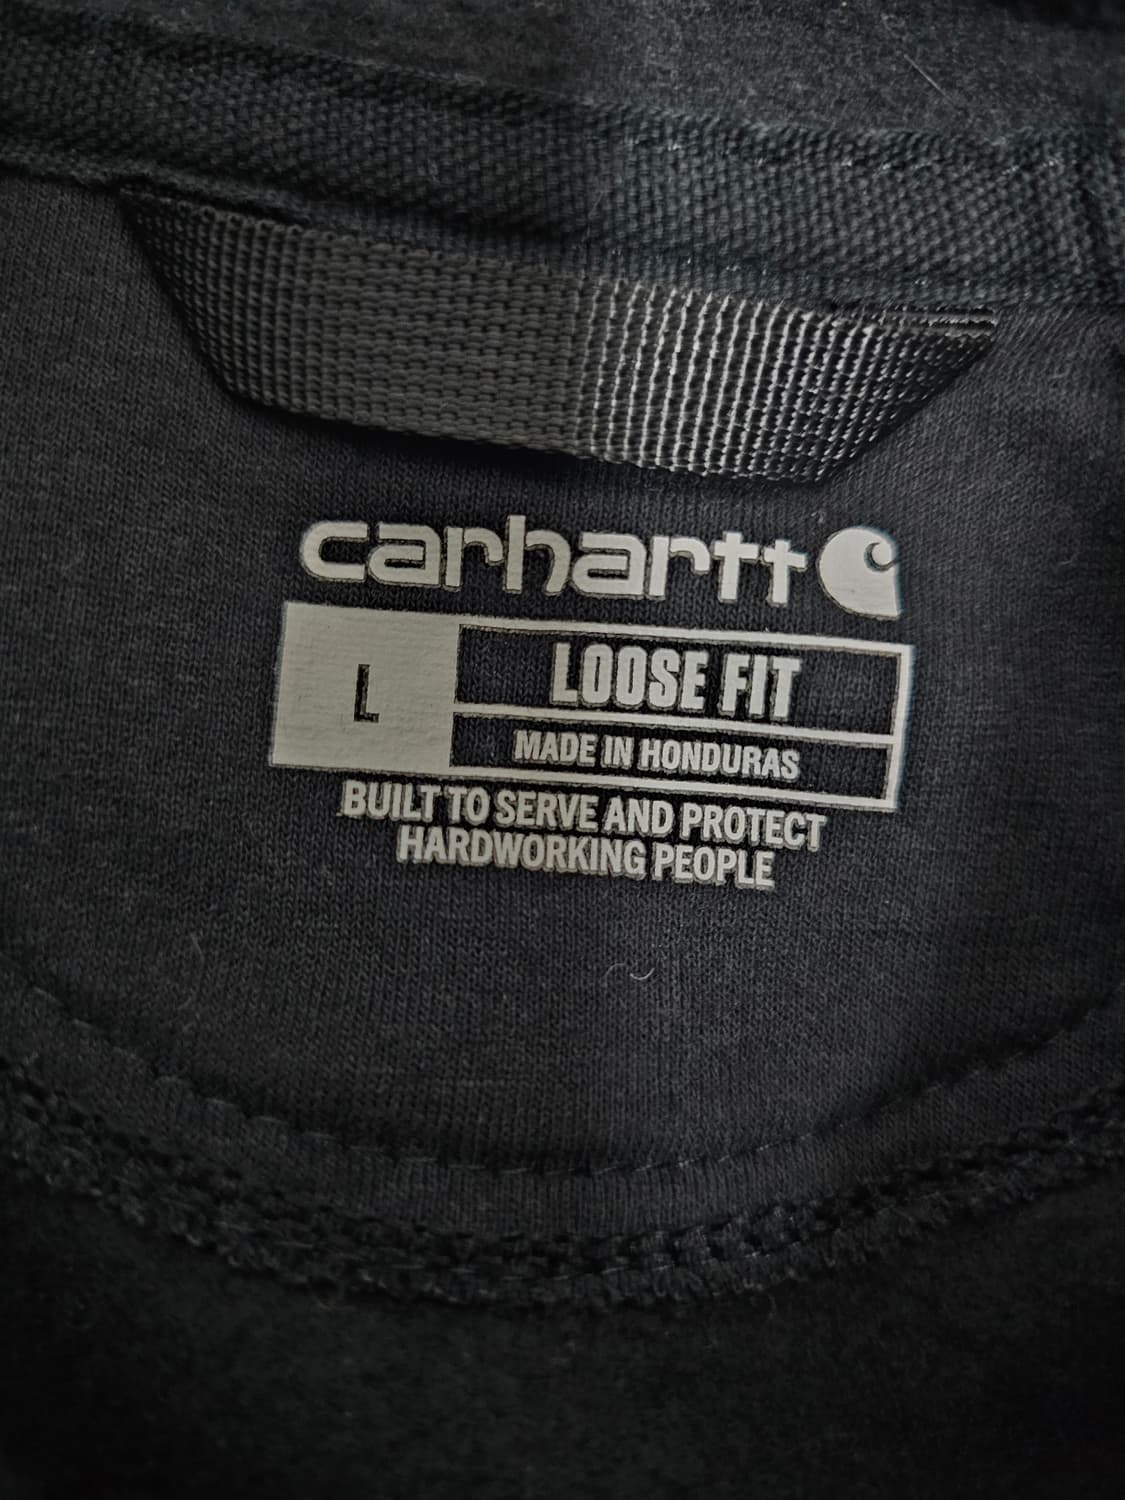 carhartt
L
LOOSE FIT
MADE IN HONDURAS
BUILT TO SERVE AND PROTECT
HARDWORKING PEOPLE